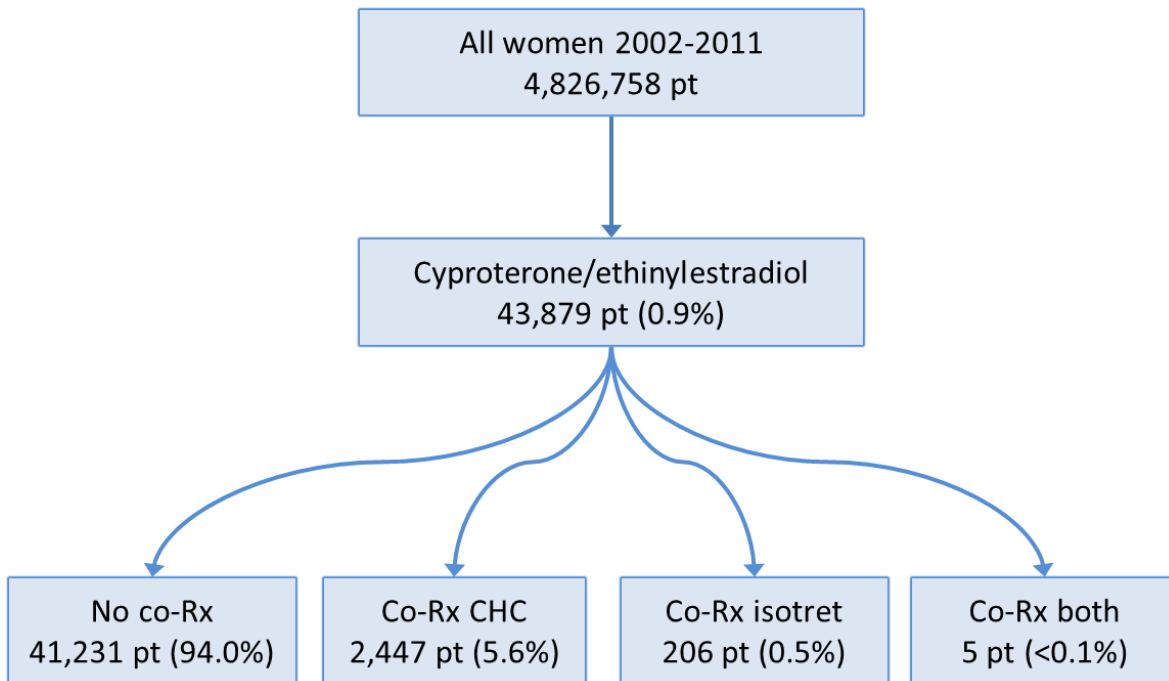 All women 2002-2011
4,826,758 pt
Cyproterone/ethinylestradiol
43,879 pt (0.9%)
No co-Rx
41,231 pt (94.0%)
Co-Rx CHC
2,447 pt (5.6%)
Co-Rx isotret
206 pt (0.5%)
Co-Rx both
5 pt (<0.1%)